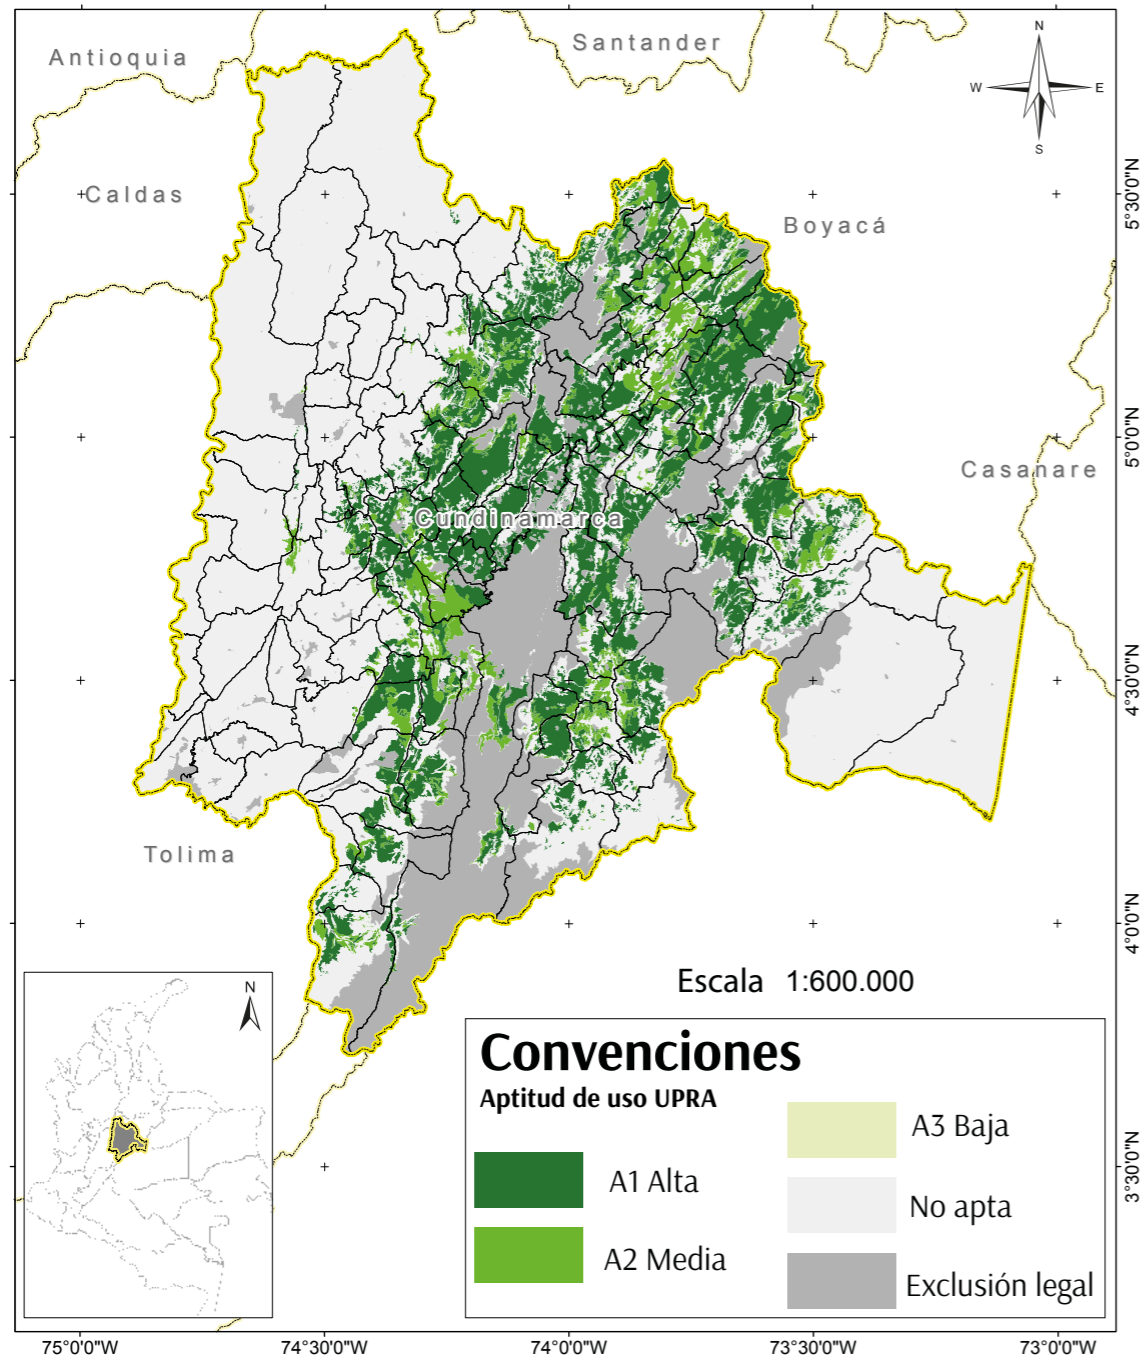 Antioquia
Santander
N
W
E
S
Caldas
Boyacá
5°30'0"N
5°0'0"N
Casanare
Cundinamarca
4°30'0"N
Tolima
4°0'0"N
Escala 1:600.000
N
Convenciones
Aptitud de uso UPRA
A1 Alta
A2 Media
A3 Baja
No apta
Exclusión legal
3°30'0"N
75°0'0"W
74°30'0"W
74°0'0"W
73°30'0"W
73°0'0"W